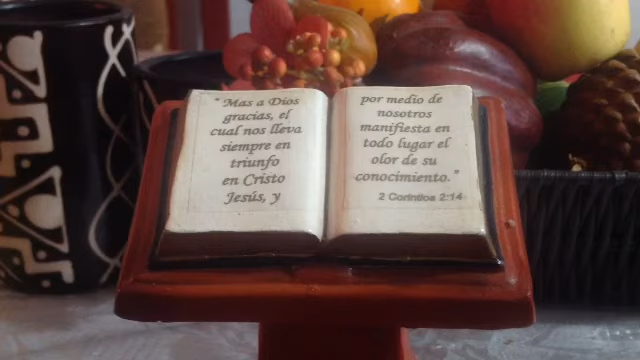 " Mas a Dios
gracias, el
cual nos lleva
siempre en
triunfo
en Cristo
Jesús, y
por medio de
nosotros
manifiesta en
todo lugar el
olor de su
conocimiento. "
2 Corintios 2:14